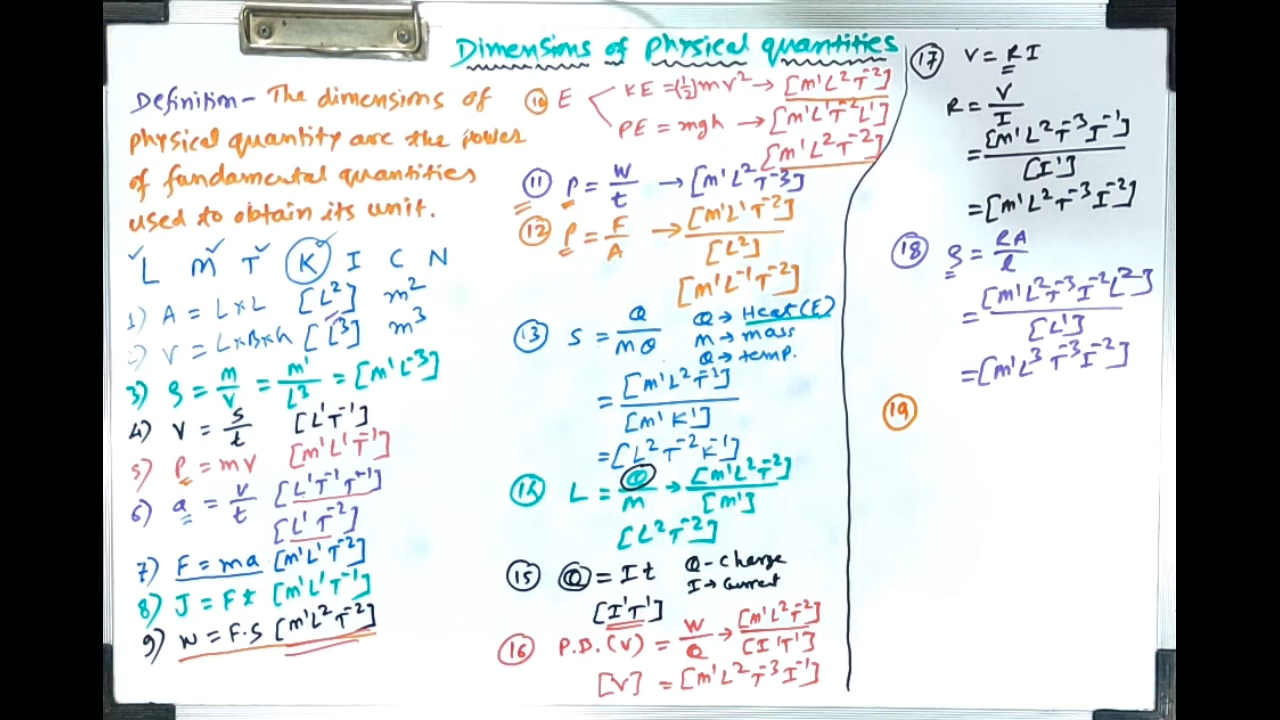 Dimensions of physical quantities
Definition - The dimensions of
physical quantity are the power
of fundamental quantities
used to obtain its unit.
L M T K I C N
1) A = L×L [L²] m²
2) V = L×B×h [L³] m³
3) ρ = m/V = m¹/L³ = [m¹L⁻³]
4) v = s/t [L¹T⁻¹]
5) P = mv [m¹L¹T⁻¹]
6) a = v/t [L¹T⁻¹T⁻¹]
[L¹T⁻²]
7) F = ma [m¹L¹T⁻²]
8) J = F t [m¹L¹T⁻¹]
9) W = F.S [m¹L²T⁻²]
10 E KE = (½)mv² → [m¹L²T⁻²]
PE = mgh → [m¹L¹T⁻²L¹]
[m¹L²T⁻²]
11 P = W/t → [m¹L²T⁻³]
12 P = F/A → [m¹L¹T⁻²]/[L²]
[m¹L⁻¹T⁻²]
13 S = Q/mθ Q → Heat(E)
m → mass
θ → temp.
= [m¹L²T⁻²]/[m¹K¹]
= [L²T⁻²K⁻¹]
14 L = Q/m → [m¹L²T⁻²]/[m¹]
[L²T⁻²]
15 Q = It Q - Charge
I → Current
[I¹T¹]
16 P.D.(V) = W/Q → [m¹L²T⁻²]/[I¹T¹]
[V] = [m¹L²T⁻³I⁻¹]
17 V = RI
R = V/I
= [m¹L²T⁻³I⁻¹]/[I¹]
= [m¹L²T⁻³I⁻²]
18 ρ = RA/l
= [m¹L²T⁻³I⁻²L²]/[L¹]
= [m¹L³T⁻³I⁻²]
19